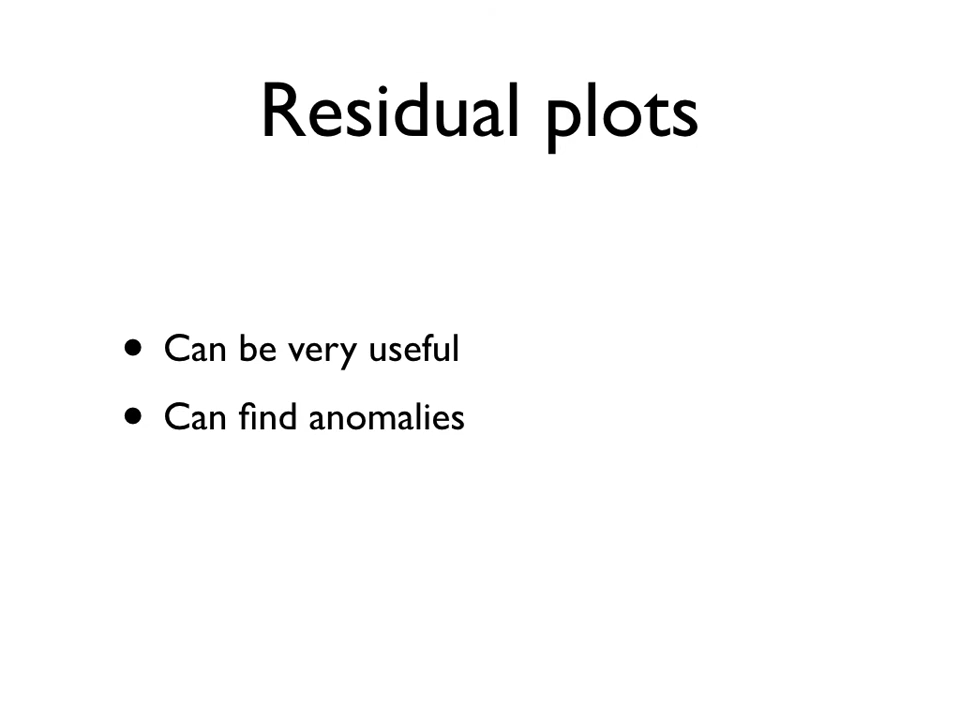 Residual plots
• Can be very useful
• Can find anomalies